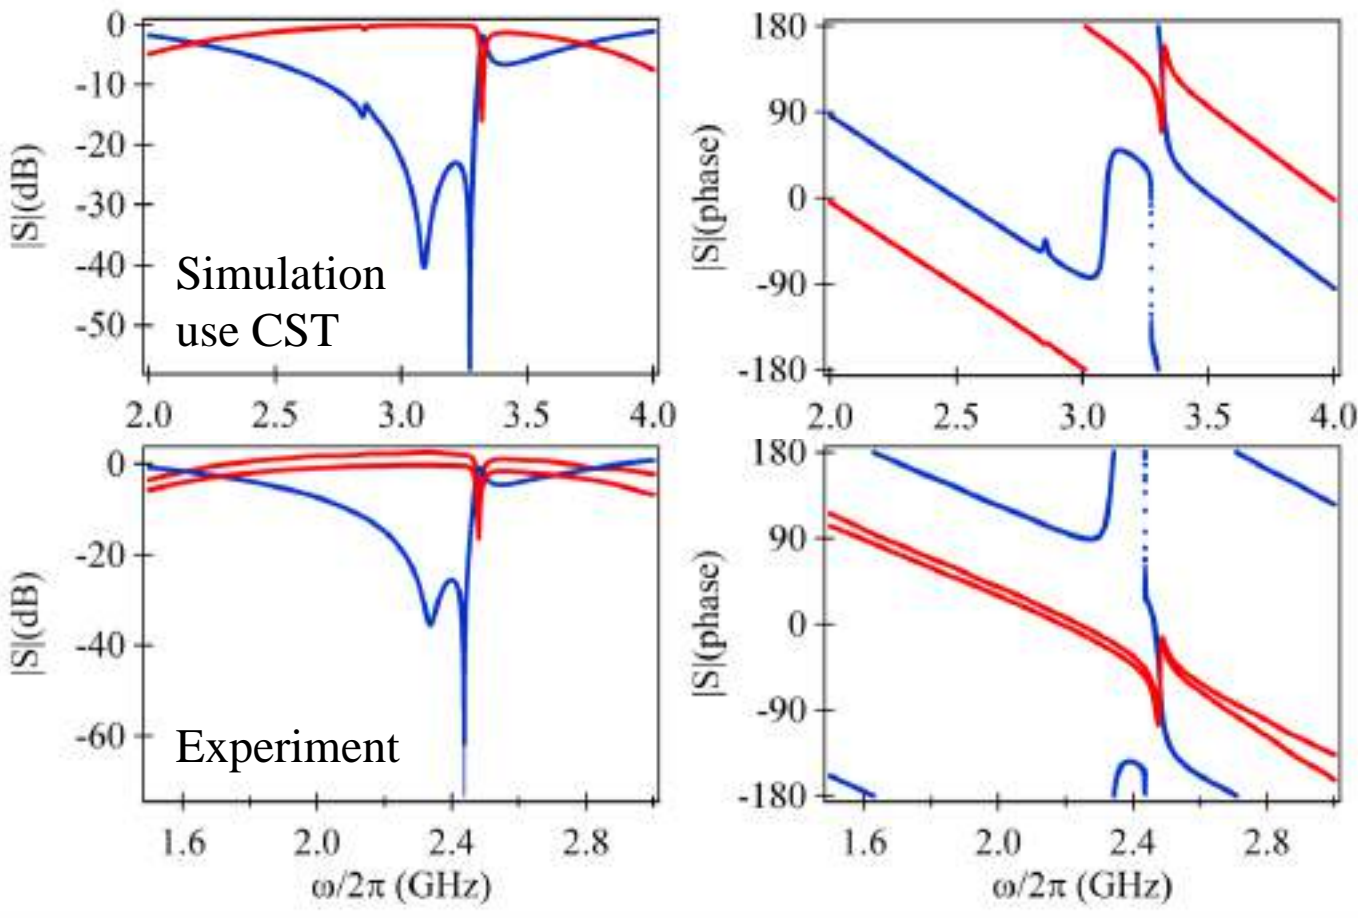 0
-10
-20
-30
-40
-50
|S|(dB)
Simulation
use CST
2.0 2.5 3.0 3.5 4.0
180
90
0
-90
-180
|S|(phase)
2.0 2.5 3.0 3.5 4.0
0
-20
-40
-60
|S|(dB)
Experiment
1.6 2.0 2.4 2.8
ω/2π (GHz)
180
90
0
-90
-180
|S|(phase)
1.6 2.0 2.4 2.8
ω/2π (GHz)